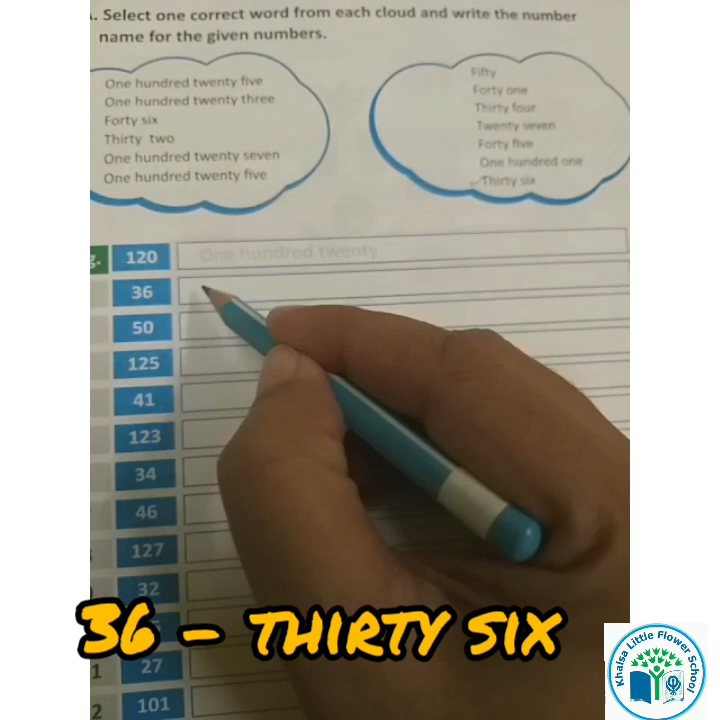 . Select one correct word from each cloud and write the number
name for the given numbers.
One hundred twenty five
One hundred twenty three
Forty six
Thirty two
One hundred twenty seven
One hundred twenty five
Fifty
Forty one
Thirty four
Twenty seven
Forty five
One hundred one
Thirty six
g. 120 One hundred twenty
36
50
125
41
123
34
46
127
32
36 - THIRTY SIX
1 27
2 101
Khalsa Little Flower School